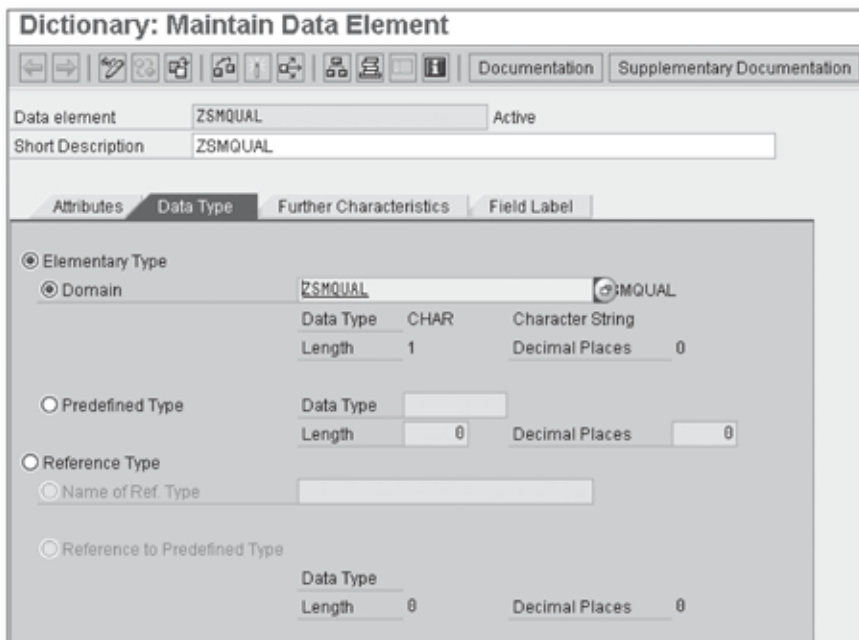 Dictionary: Maintain Data Element
Documentation Supplementary Documentation
Data element ZSMQUAL Active
Short Description ZSMQUAL
Attributes Data Type Further Characteristics Field Label
Elementary Type
Domain ZSMQUAL SMQUAL
Data Type CHAR Character String
Length 1 Decimal Places 0
Predefined Type Data Type
Length 0 Decimal Places 0
Reference Type
Name of Ref. Type
Reference to Predefined Type
Data Type
Length 0 Decimal Places 0